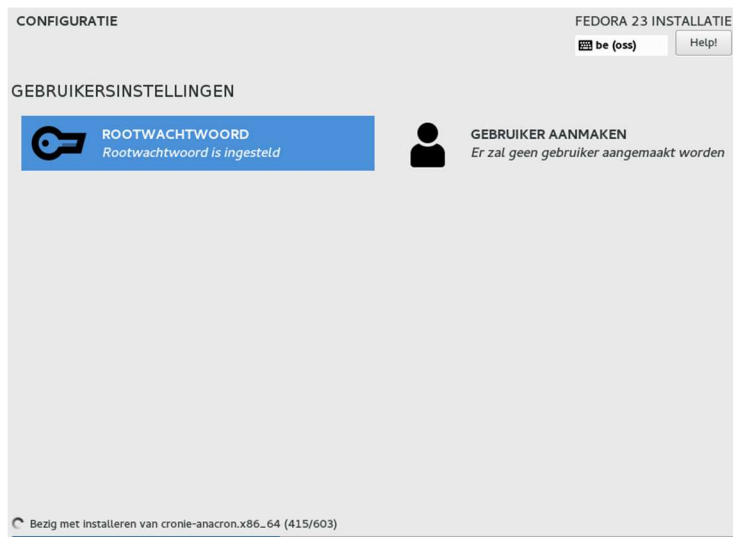 CONFIGURATIE
FEDORA 23 INSTALLATIE
be (oss)
Help!
GEBRUIKERSINSTELLINGEN
ROOTWACHTWOORD
Rootwachtwoord is ingesteld
GEBRUIKER AANMAKEN
Er zal geen gebruiker aangemaakt worden
Bezig met installeren van cronie-anacron.x86_64 (415/603)